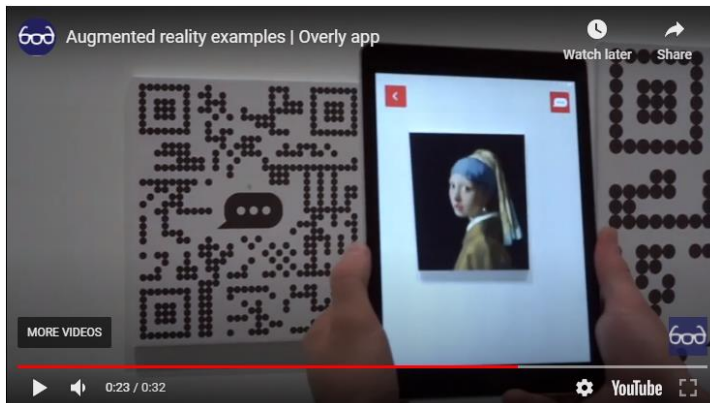 Augmented reality examples | Overly app
Watch later
Share
MORE VIDEOS
0:23 / 0:32
YouTube